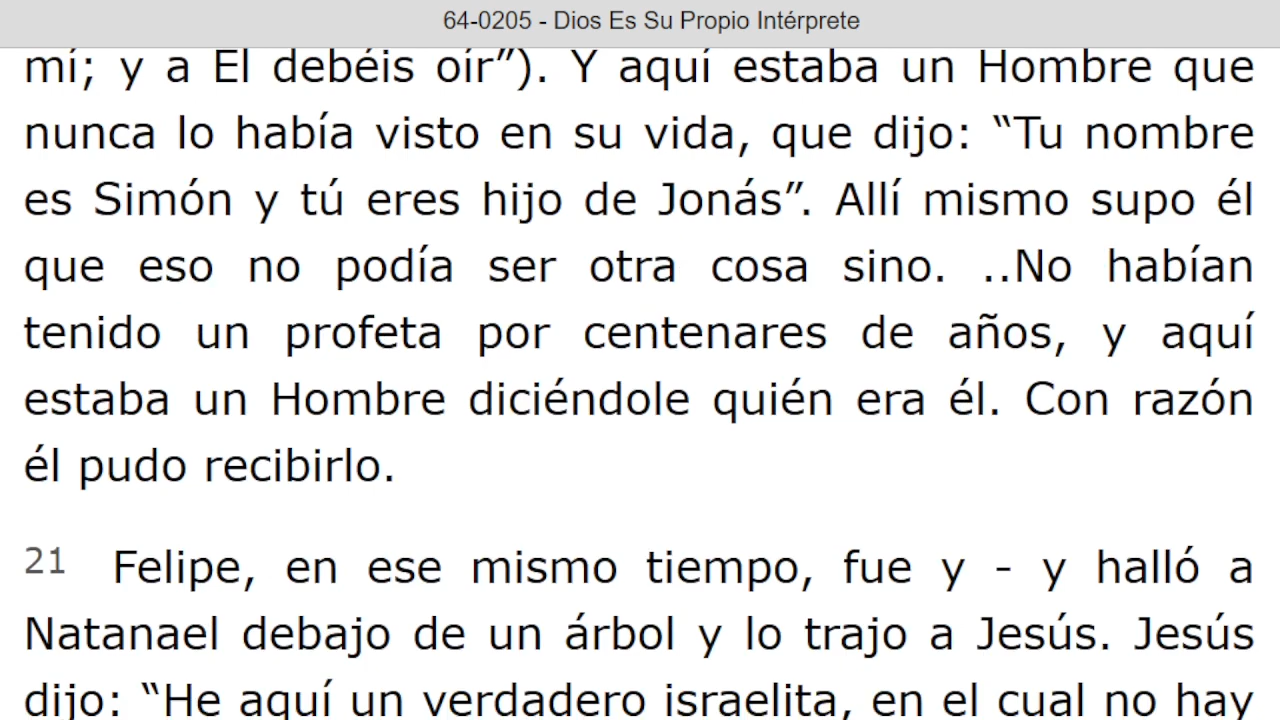 64-0205 - Dios Es Su Propio Intérprete
mí; y a El debéis oír”). Y aquí estaba un Hombre que
nunca lo había visto en su vida, que dijo: “Tu nombre
es Simón y tú eres hijo de Jonás”. Allí mismo supo él
que eso no podía ser otra cosa sino. ..No habían
tenido un profeta por centenares de años, y aquí
estaba un Hombre diciéndole quién era él. Con razón
él pudo recibirlo.
21 Felipe, en ese mismo tiempo, fue y - y halló a
Natanael debajo de un árbol y lo trajo a Jesús. Jesús
dijo: “He aquí un verdadero israelita, en el cual no hay